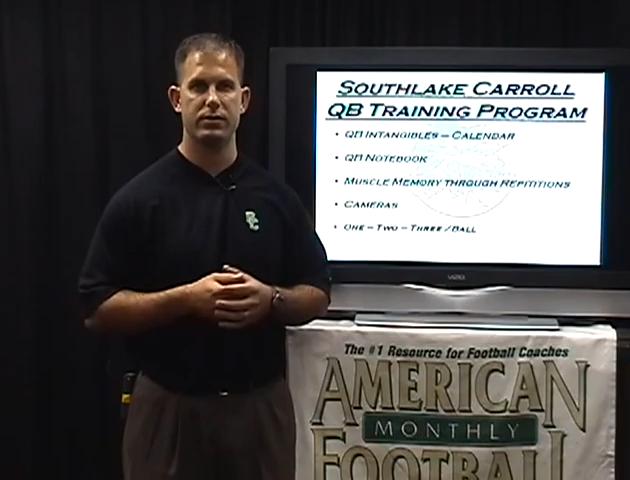 SOUTHLAKE CARROLL
QB TRAINING PROGRAM
• QB INTANGIBLES – CALENDAR
• QB NOTEBOOK
• MUSCLE MEMORY THROUGH REPITITIONS
• CAMERAS
• ONE – TWO – THREE / BALL
VIZIO
The #1 Resource for Football Coaches
AMERICAN
MONTHLY
FOOTBALL